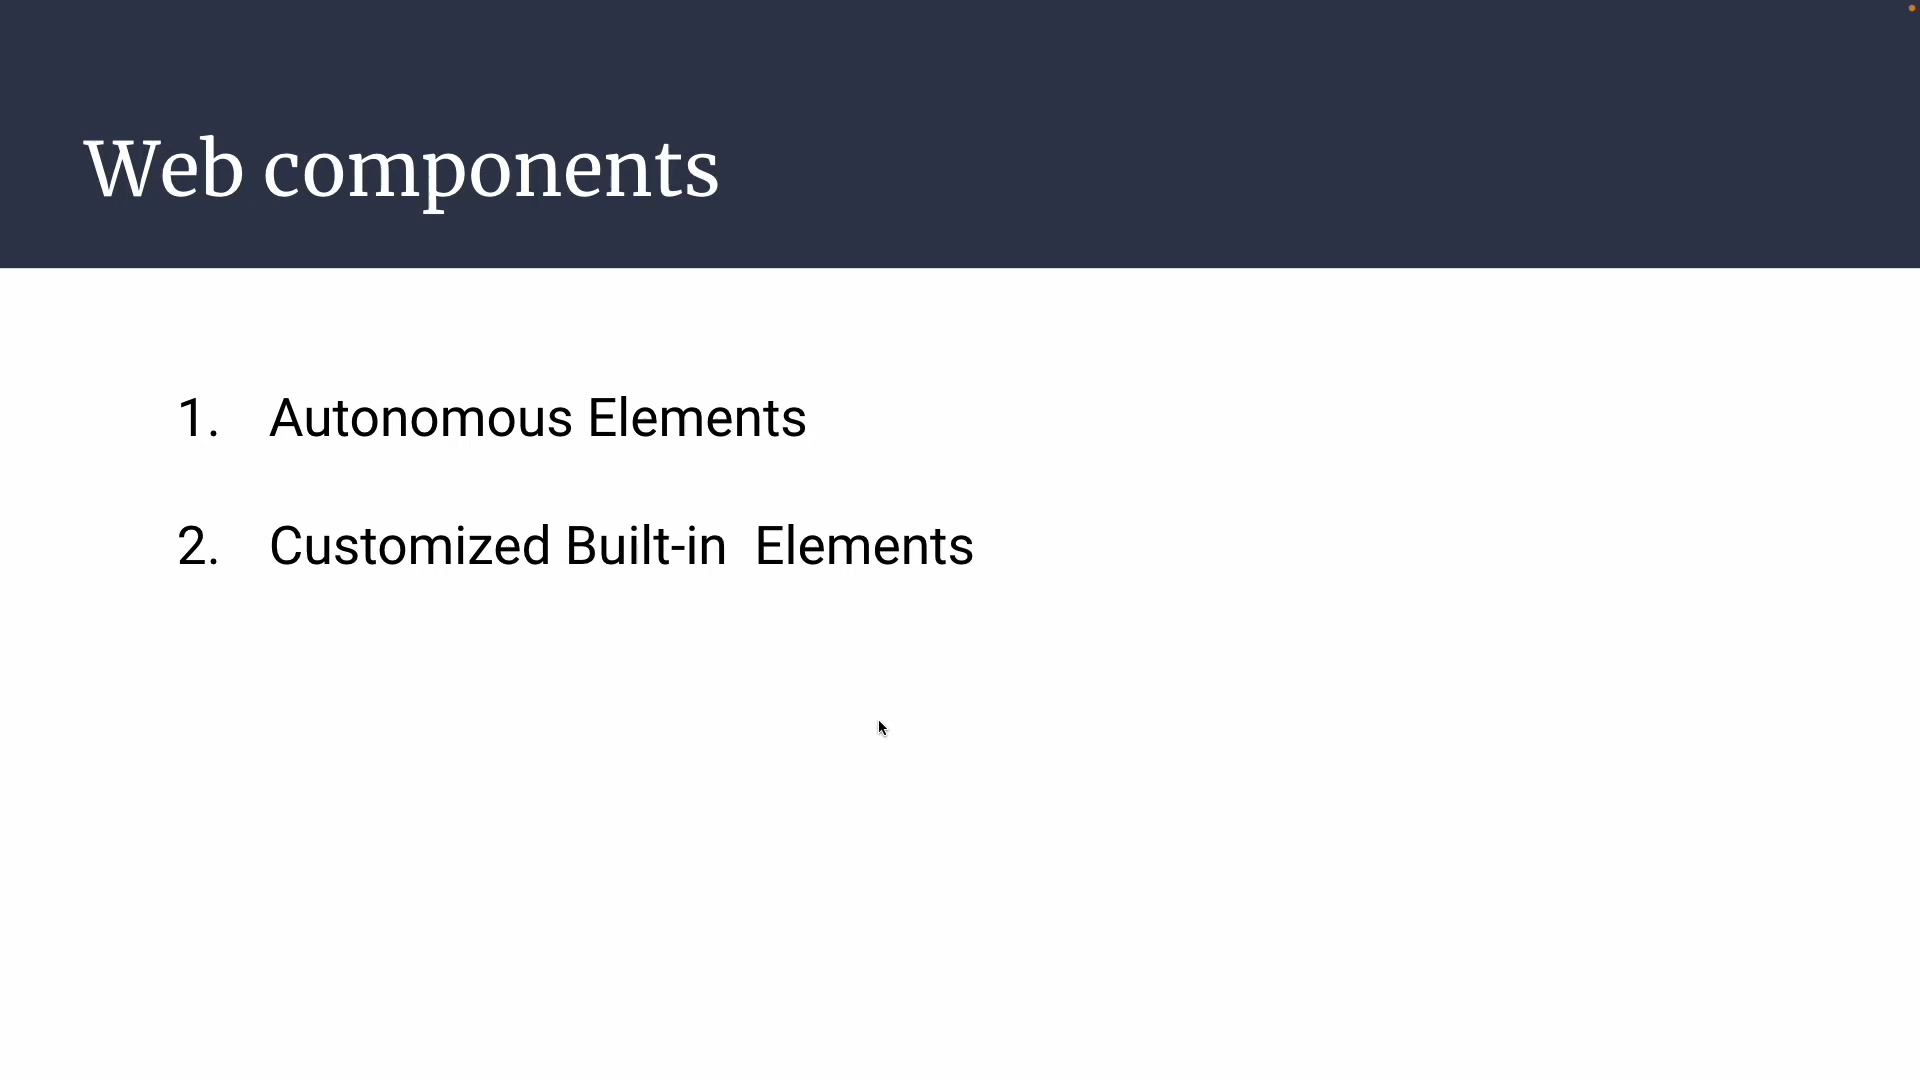 Web components
1. Autonomous Elements
2. Customized Built-in  Elements